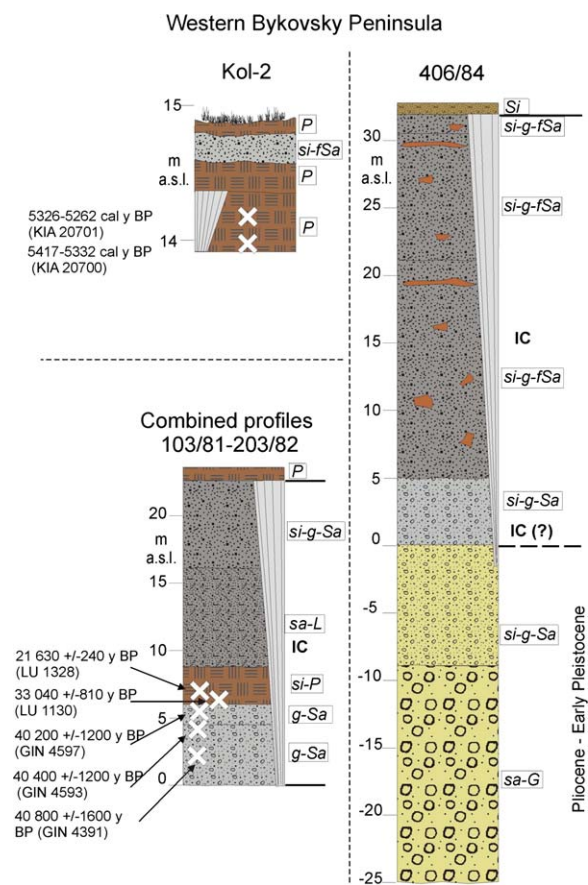 Western Bykovsky Peninsula
Kol-2
15
m
a.s.l.
14
P
si-fSa
P
P
5326-5262 cal y BP
(KIA 20701)
5417-5332 cal y BP
(KIA 20700)
Combined profiles
103/81-203/82
20
m
a.s.l.
15
10
5
0
P
si-g-Sa
sa-L
IC
si-P
g-Sa
g-Sa
21 630 +/-240 y BP
(LU 1328)
33 040 +/-810 y BP
(LU 1130)
40 200 +/-1200 y BP
(GIN 4597)
40 400 +/-1200 y BP
(GIN 4593)
40 800 +/-1600 y
BP (GIN 4391)
406/84
30
m
a.s.l.
25
20
15
10
5
0
-5
-10
-15
-20
-25
Si
si-g-fSa
si-g-fSa
IC
si-g-fSa
si-g-Sa
IC (?)
si-g-Sa
sa-G
Pliocene - Early Pleistocene